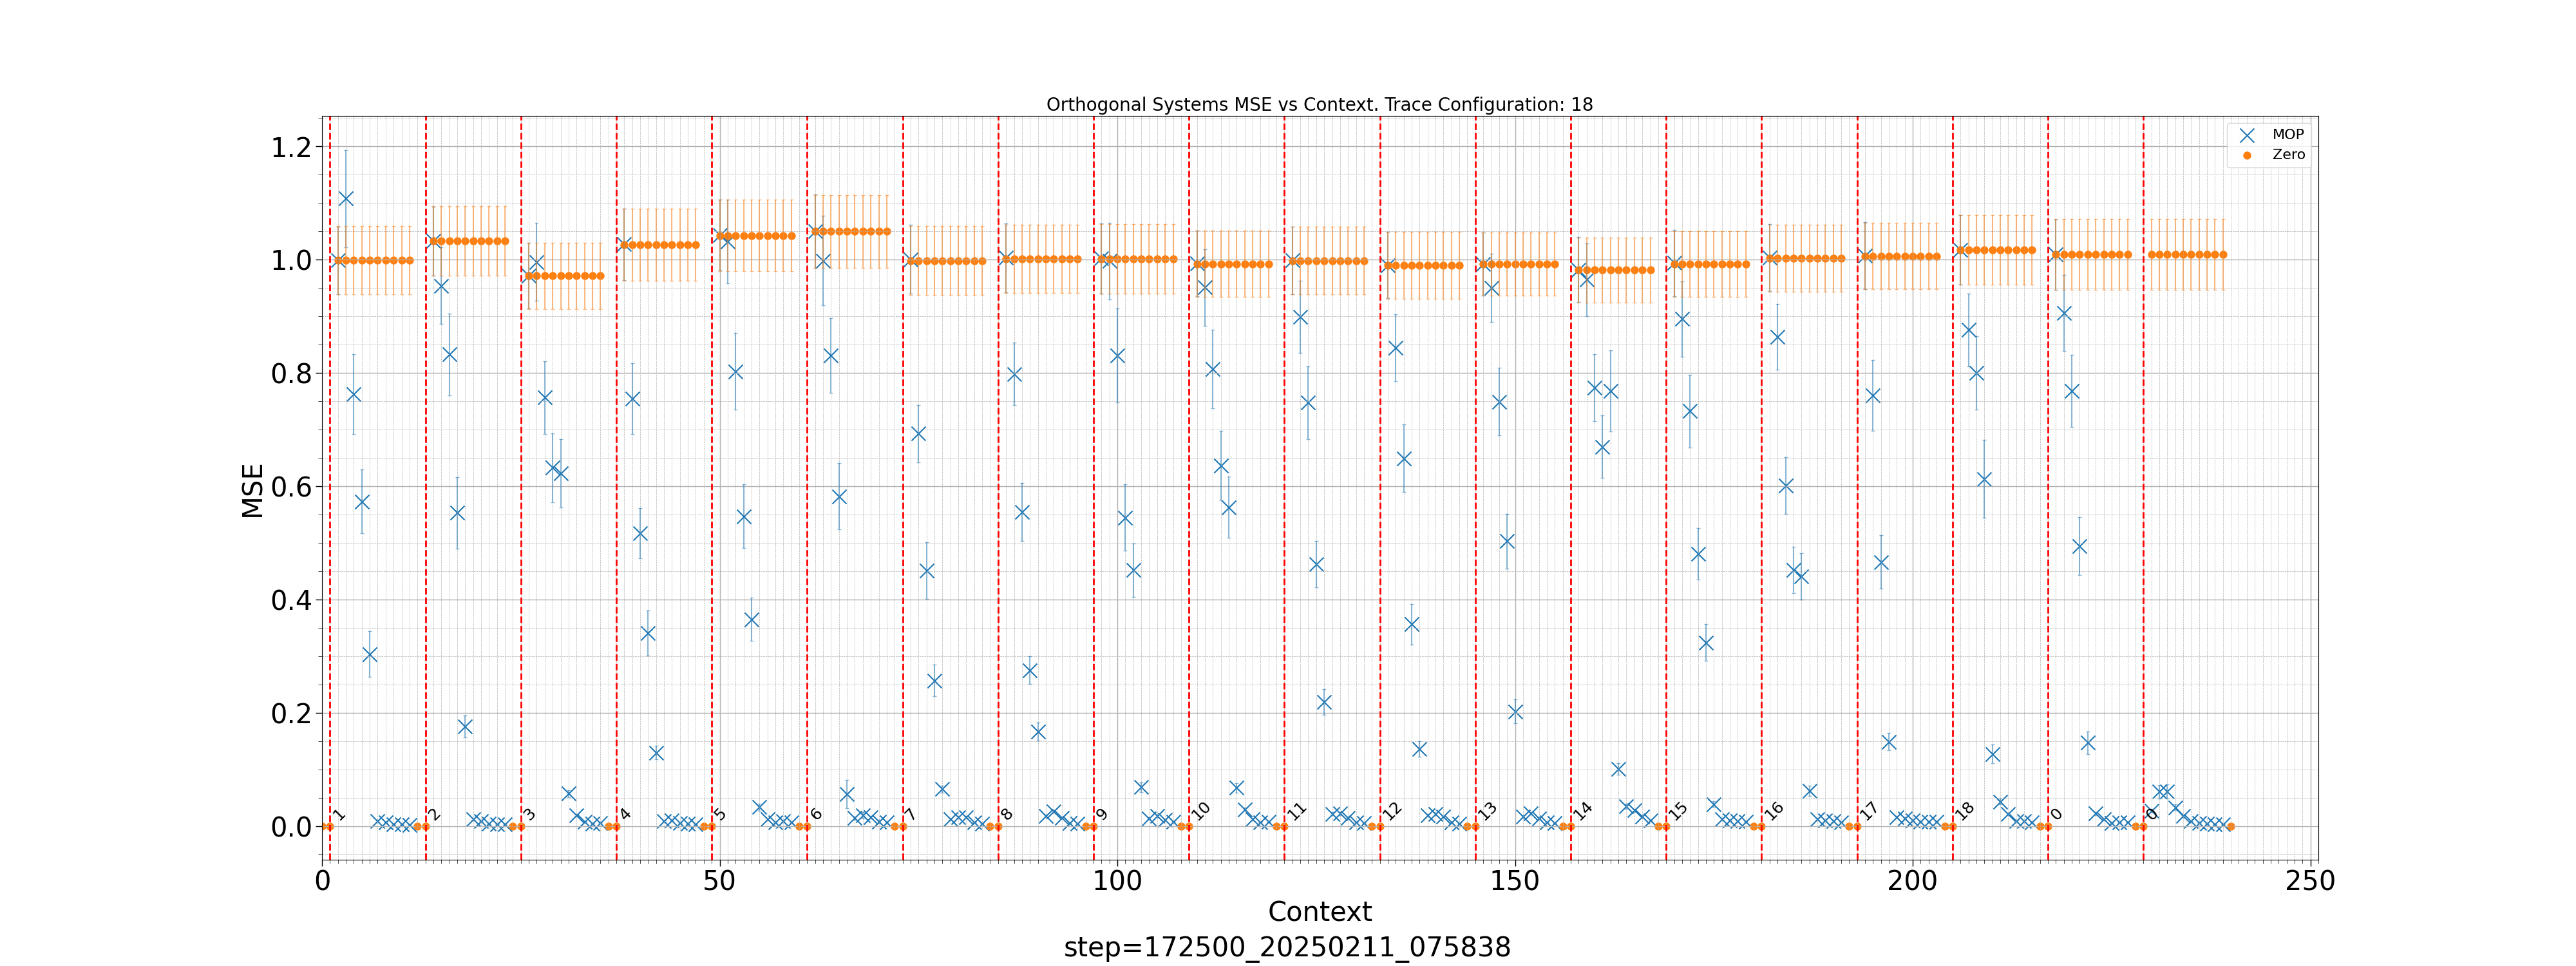 Orthogonal Systems MSE vs Context. Trace Configuration: 18
MOP
Zero
MSE
1.2
1.0
0.8
0.6
0.4
0.2
0.0
1 2 3 4 5 6 7 8 9 10 11 12 13 14 15 16 17 18 0 0
0 50 100 150 200 250
Context
step=172500_20250211_075838